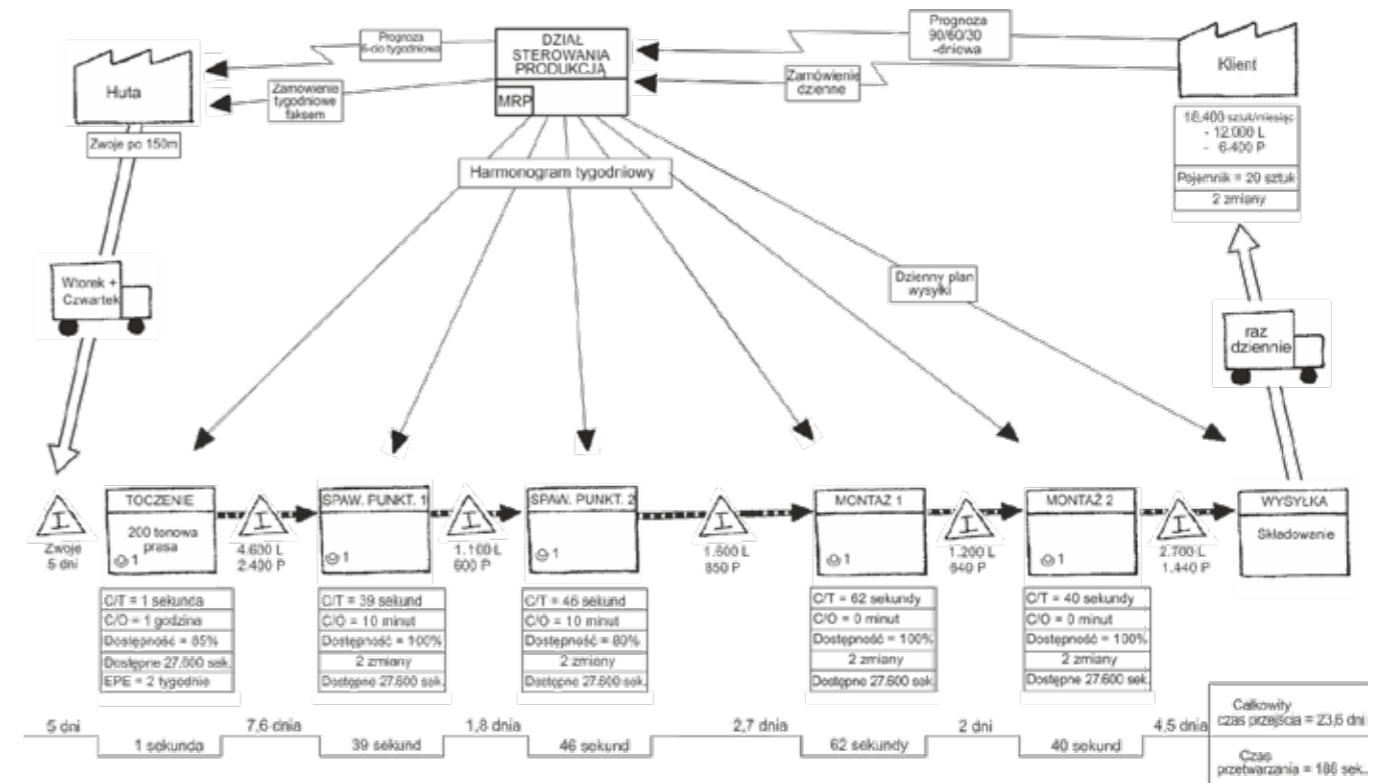 Prognoza
6-cio tygodniowa
DZIAŁ
STEROWANIA
PRODUKCJĄ
MRP
Prognoza
90/60/30
-dniowa
Huta
Zamówienie
tygodniowe
faksem
Zamówienie
dzienne
Klient
Zwoje po 150m
18.400 sztuk/miesiąc
- 12.000 L
- 6.400 P
Pojemnik = 20 sztuk
2 zmiany
Harmonogram tygodniowy
Wtorek +
Czwartek
Dzienny plan
wysyłki
raz
dziennie
I
Zwoje
5 dni
TOCZENIE
200 tonowa
prasa
1
I
4.600 L
2.400 P
SPAW. PUNKT. 1
1
I
1.100 L
600 P
SPAW. PUNKT. 2
1
I
1.600 L
850 P
MONTAŻ 1
1
I
1.200 L
640 P
MONTAŻ 2
1
I
2.700 L
1.440 P
WYSYŁKA
Składowanie
C/T = 1 sekunda
C/O = 1 godzina
Dostępność = 85%
Dostępne 27.600 sek.
EPE = 2 tygodnie
C/T = 39 sekund
C/O = 10 minut
Dostępność = 100%
2 zmiany
Dostępne 27.600 sek.
C/T = 46 sekund
C/O = 10 minut
Dostępność = 80%
2 zmiany
Dostępne 27.600 sek.
C/T = 62 sekundy
C/O = 0 minut
Dostępność = 100%
2 zmiany
Dostępne 27.600 sek.
C/T = 40 sekundy
C/O = 0 minut
Dostępność = 100%
2 zmiany
Dostępne 27.600 sek.
5 dni
1 sekunda
7,6 dnia
39 sekund
1,8 dnia
46 sekund
2,7 dnia
62 sekundy
2 dni
40 sekund
4,5 dnia
Całkowity
czas przejścia = 23,6 dni
Czas
przetwarzania = 188 sek.